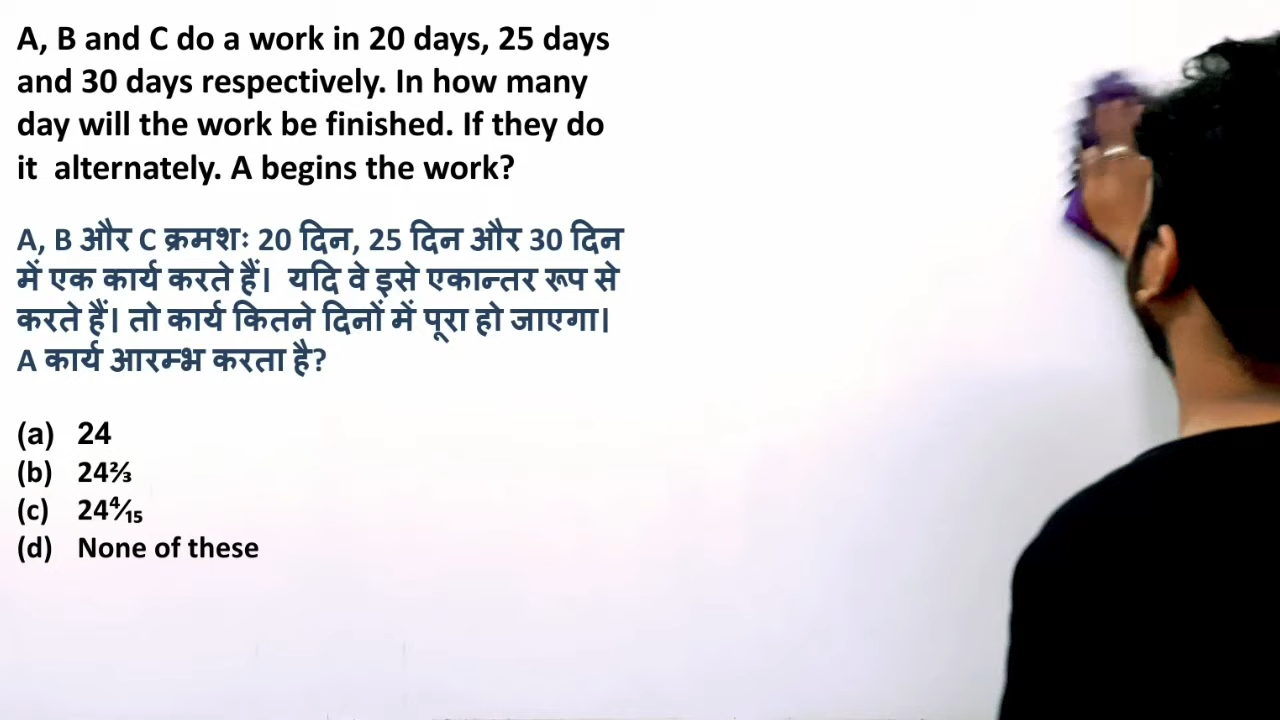 A, B and C do a work in 20 days, 25 days
and 30 days respectively. In how many
day will the work be finished. If they do
it alternately. A begins the work?
A, B और C क्रमशः 20 दिन, 25 दिन और 30 दिन
में एक कार्य करते हैं। यदि वे इसे एकान्तर रूप से
करते हैं। तो कार्य कितने दिनों में पूरा हो जाएगा।
A कार्य आरम्भ करता है?
(a) 24
(b) 24⅔
(c) 24⁴⁄₁₅
(d) None of these